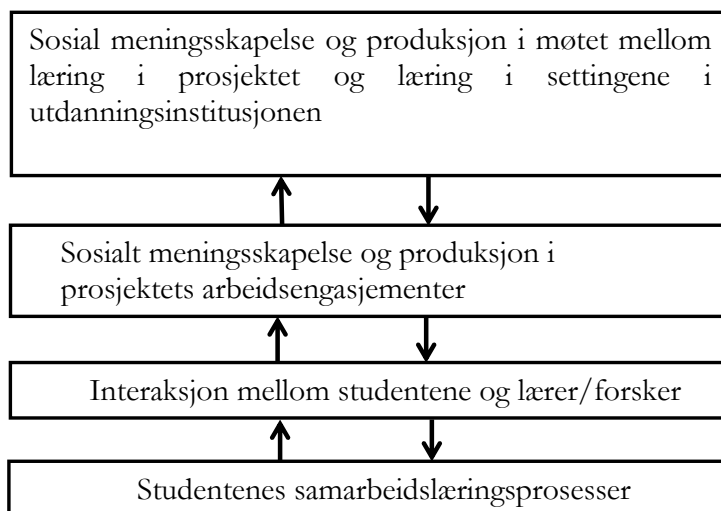 Sosial meningsskapelse og produksjon i møtet mellom
læring i prosjektet og læring i settingene i
utdanningsinstitusjonen
Sosialt meningsskapelse og produksjon i
prosjektets arbeidsengasjementer
Interaksjon mellom studentene og lærer/forsker
Studentenes samarbeidslæringsprosesser